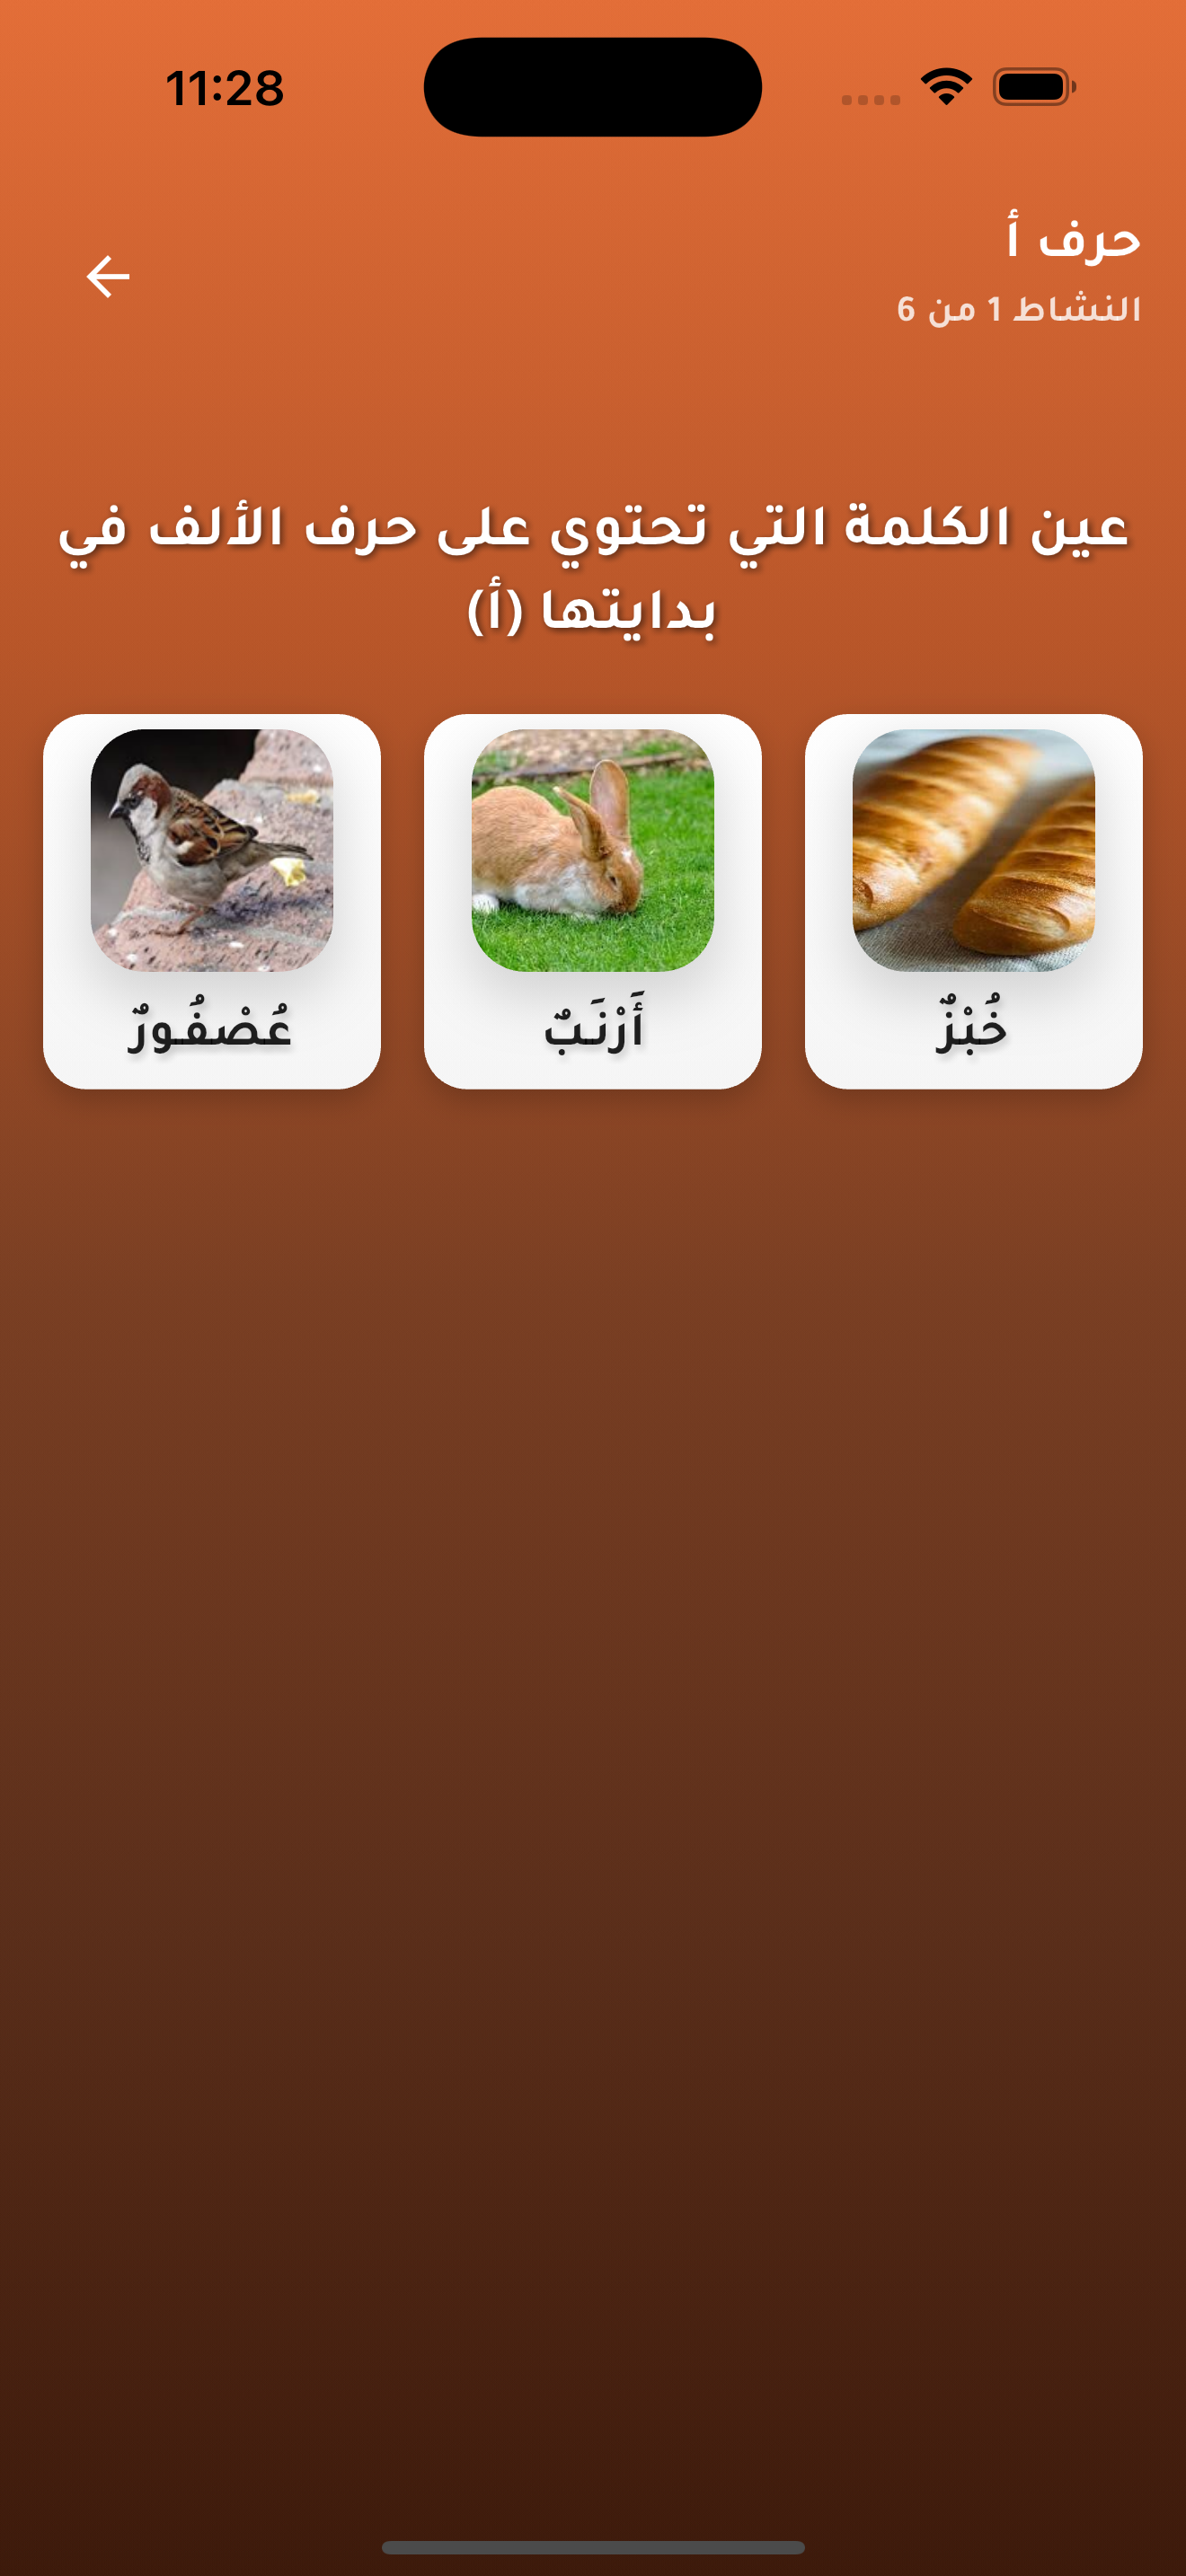 11:28
حرف أ
النشاط 1 من 6
عين الكلمة التي تحتوي على حرف الألف في
بدايتها (أ)
خُبْزٌ
أَرْنَبٌ
عُصْفُورٌ